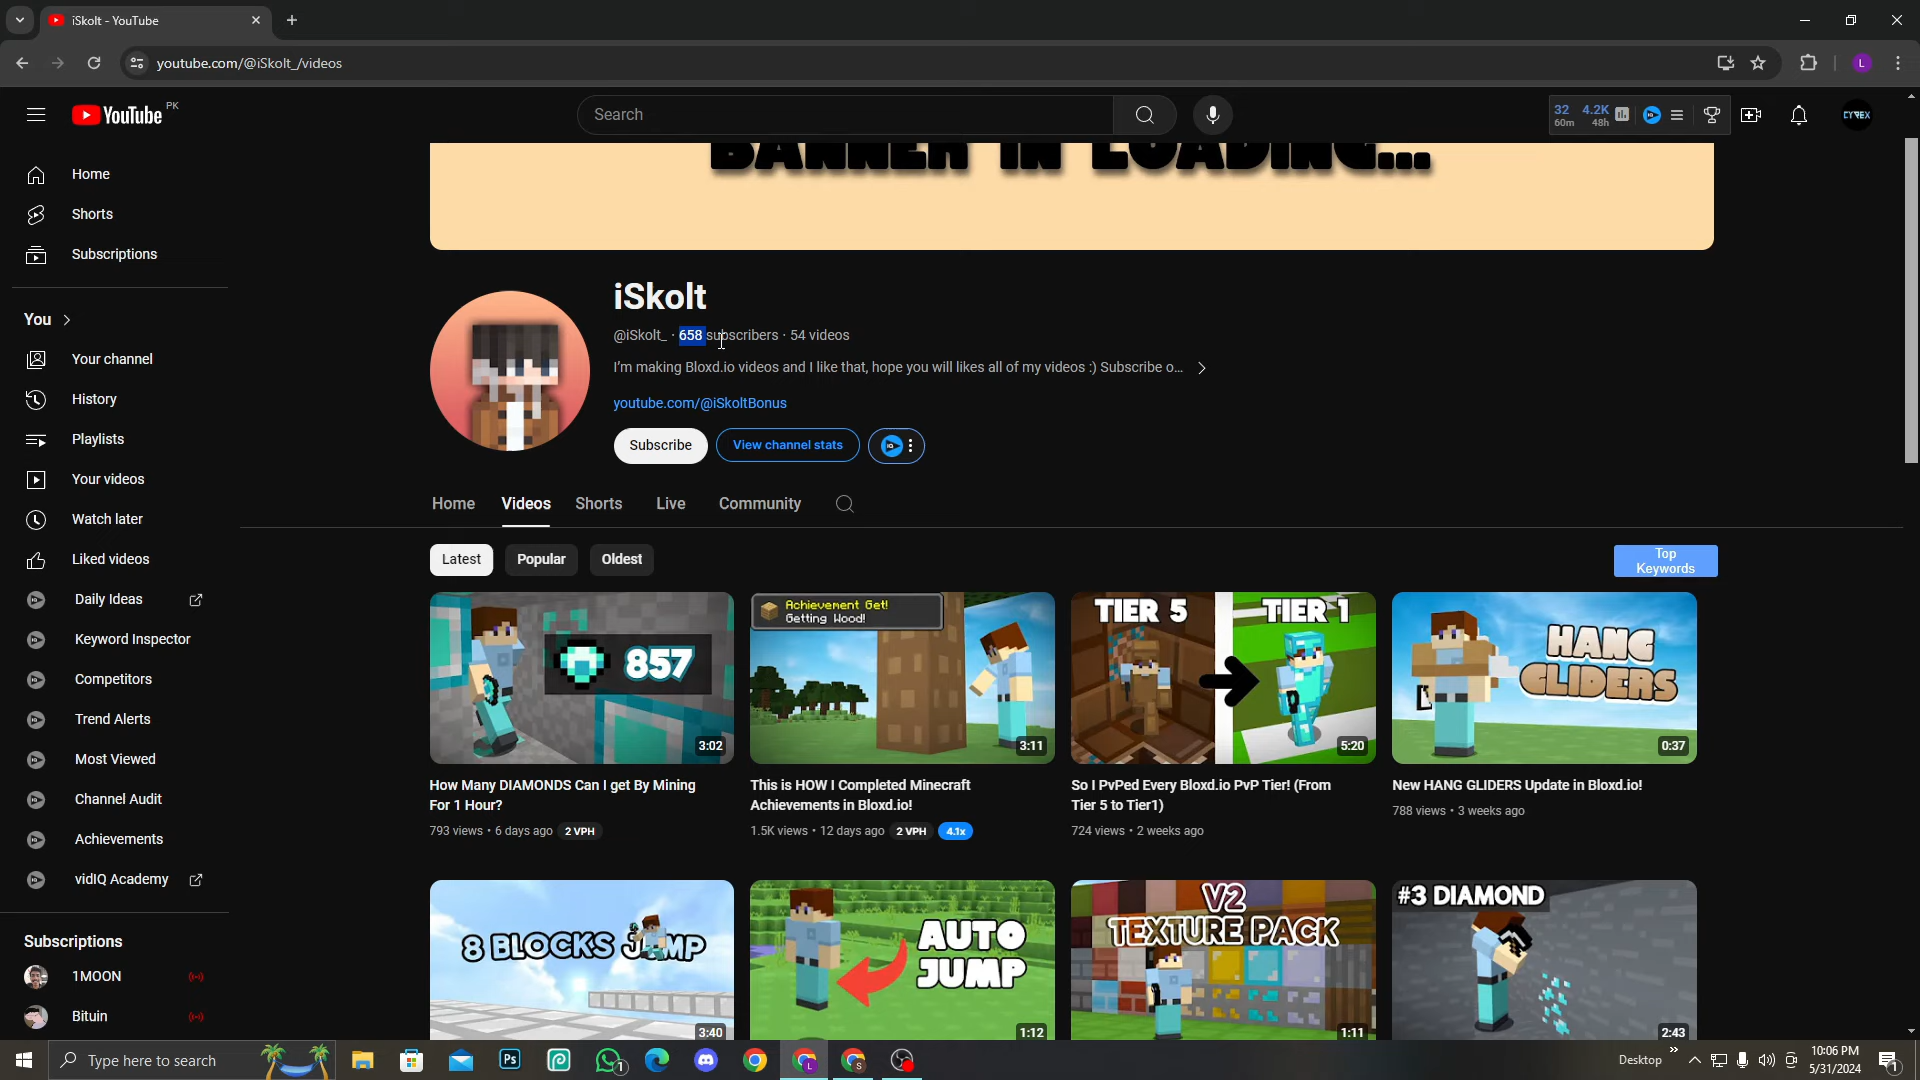 iSkolt - YouTube
youtube.com/@iSkolt_/videos
L
YouTube PK
Search
32 4.2K
60m 48h
CYREX
BANNER IN LOADING...
Home
Shorts
Subscriptions
You
Your channel
History
Playlists
Your videos
Watch later
Liked videos
Daily Ideas
Keyword Inspector
Competitors
Trend Alerts
Most Viewed
Channel Audit
Achievements
vidIQ Academy
Subscriptions
1MOON
Bituin
iSkolt
@iSkolt_ · 658 subscribers · 54 videos
I'm making Bloxd.io videos and I like that, hope you will likes all of my videos :) Subscribe o...
youtube.com/@iSkoltBonus
Subscribe View channel stats
Home Videos Shorts Live Community
Latest Popular Oldest
Top
Keywords
857
3:02
How Many DIAMONDS Can I get By Mining
For 1 Hour?
793 views • 6 days ago 2 VPH
Achievement Get!
Getting Wood!
3:11
This is HOW I Completed Minecraft
Achievements in Bloxd.io!
1.5K views • 12 days ago 2 VPH 4.1x
TIER 5 TIER 1
5:20
So I PvPed Every Bloxd.io PvP Tier! (From
Tier 5 to Tier1)
724 views • 2 weeks ago
HANG
GLIDERS
0:37
New HANG GLIDERS Update in Bloxd.io!
788 views • 3 weeks ago
8 BLOCKS JUMP
3:40
AUTO
JUMP
1:12
V2
TEXTURE PACK
1:11
#3 DIAMOND
2:43
Type here to search
Ps
1
L
S
Desktop
10:06 PM
5/31/2024
1